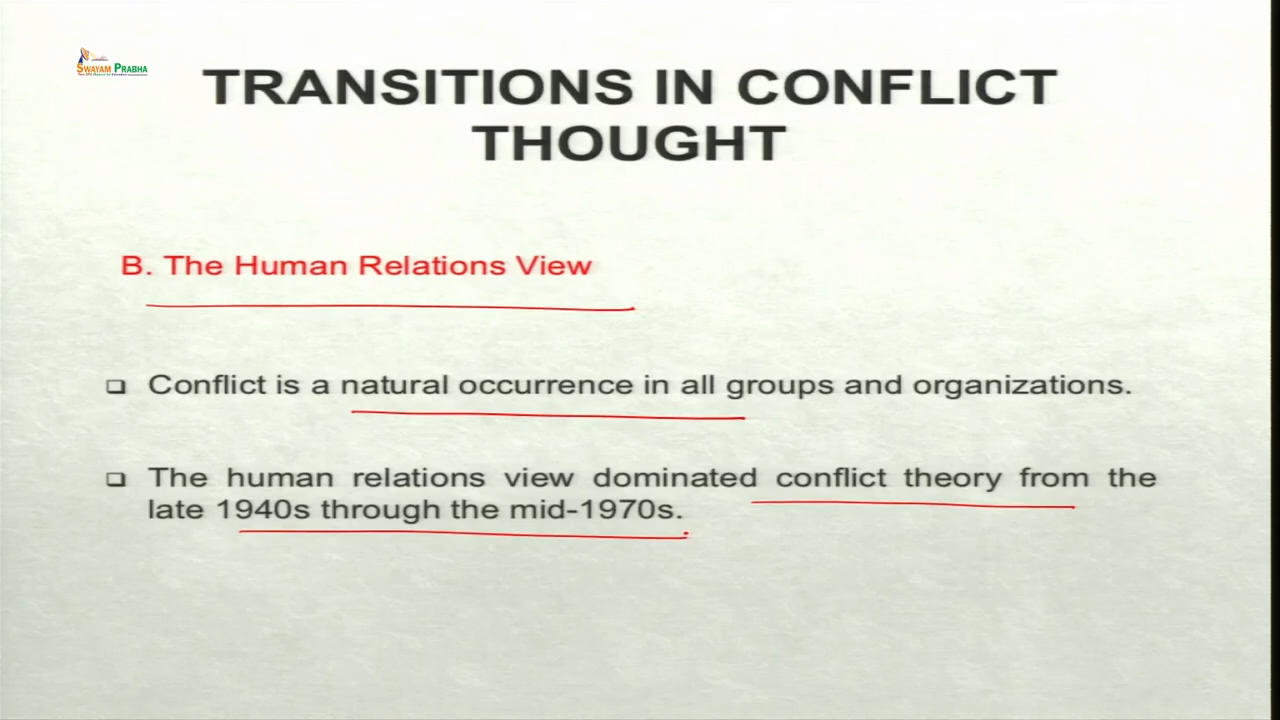 SWAYAM PRABHA
TRANSITIONS IN CONFLICT
THOUGHT
B. The Human Relations View
Conflict is a natural occurrence in all groups and organizations.
The human relations view dominated conflict theory from the
late 1940s through the mid-1970s.